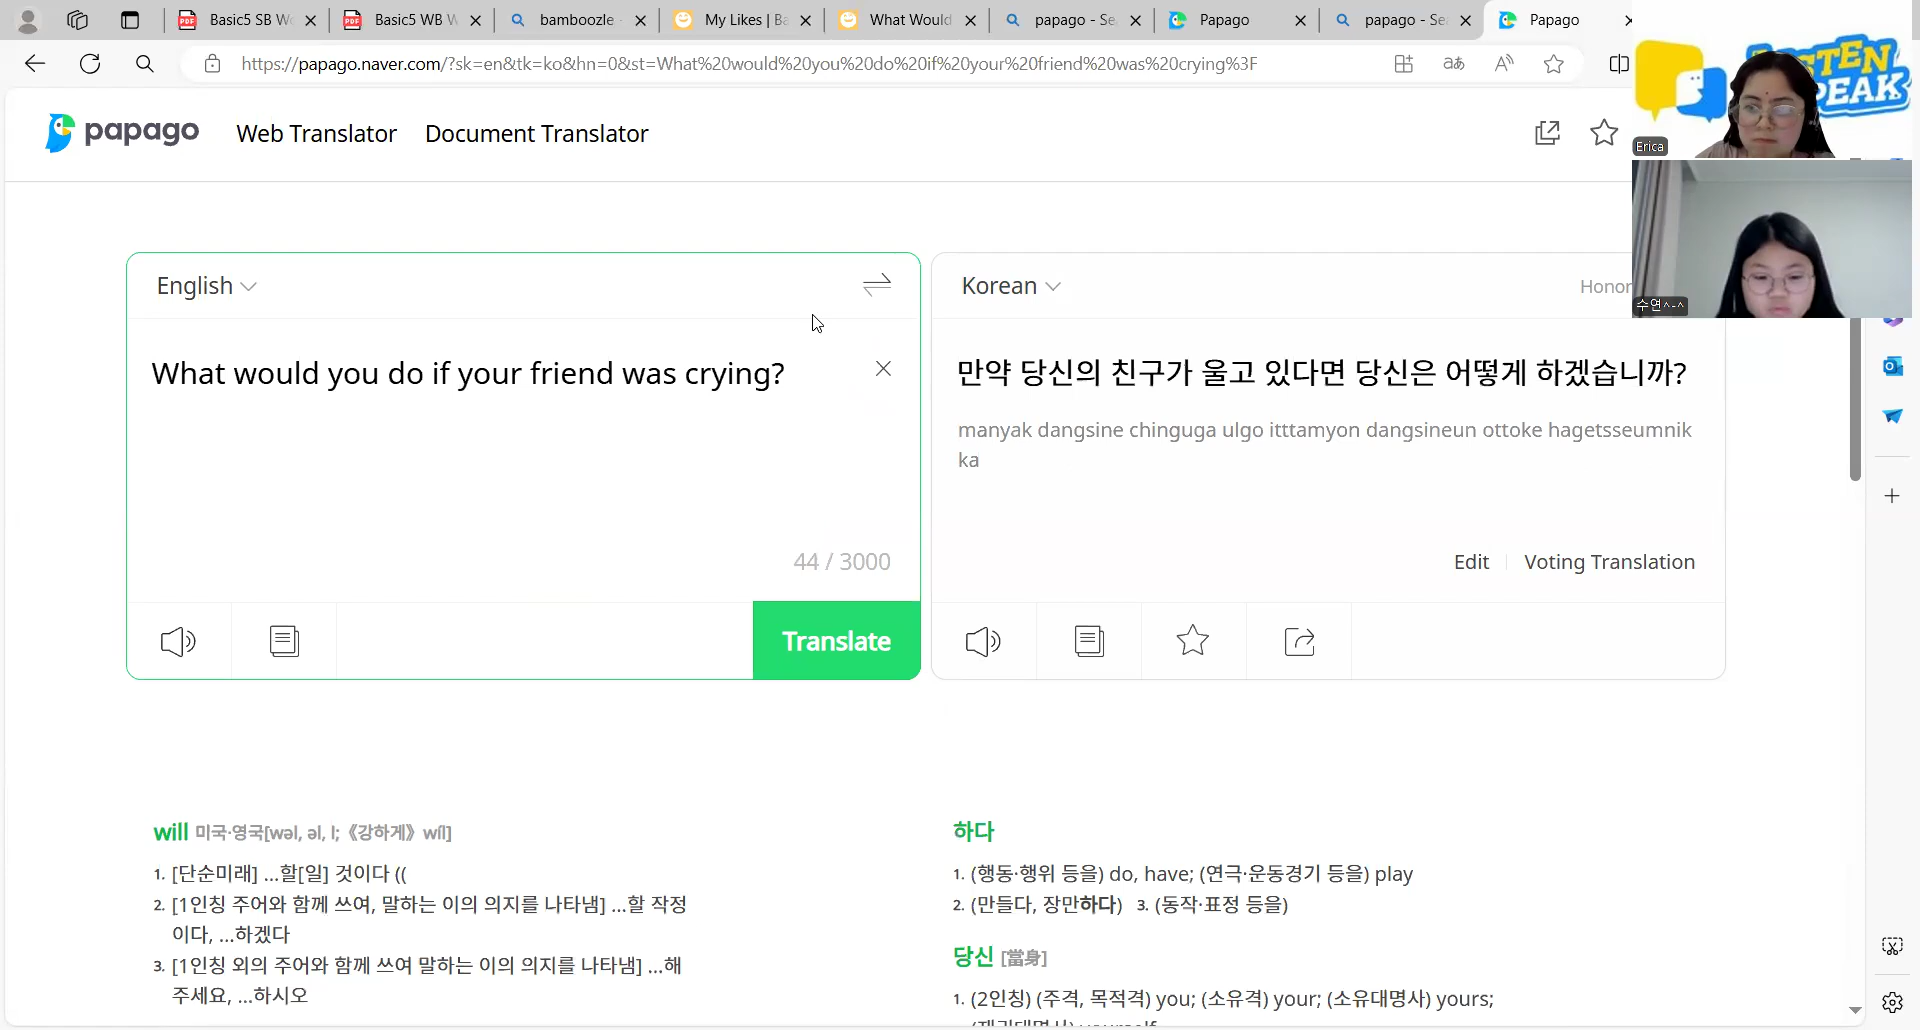 Basic5 SB Wo
Basic5 WB W
bamboozle -
My Likes | Ba
What Would
papago - Se
Papago
papago - Se
Papago
https://papago.naver.com/?sk=en&tk=ko&hn=0&st=What%20would%20you%20do%20if%20your%20friend%20was%20crying%3F
papago
Web Translator
Document Translator
STEN
PEAK
Erica
수연^-^
English
What would you do if your friend was crying?
44 / 3000
Translate
Korean
Honor
만약 당신의 친구가 울고 있다면 당신은 어떻게 하겠습니까?
manyak dangsine chinguga ulgo itttamyon dangsineun ottoke hagetsseumnik
ka
Edit
Voting Translation
will 미국·영국[wəl, əl, l;《강하게》wíl]
1. [단순미래] ...할[일] 것이다 ((
2. [1인칭 주어와 함께 쓰여, 말하는 이의 의지를 나타냄] ...할 작정
이다, ...하겠다
3. [1인칭 외의 주어와 함께 쓰여 말하는 이의 의지를 나타냄] ...해
주세요, ...하시오
하다
1. (행동·행위 등을) do, have; (연극·운동경기 등을) play
2. (만들다, 장만하다) 3. (동작·표정 등을)
당신 [當身]
1. (2인칭) (주격, 목적격) you; (소유격) your; (소유대명사) yours;